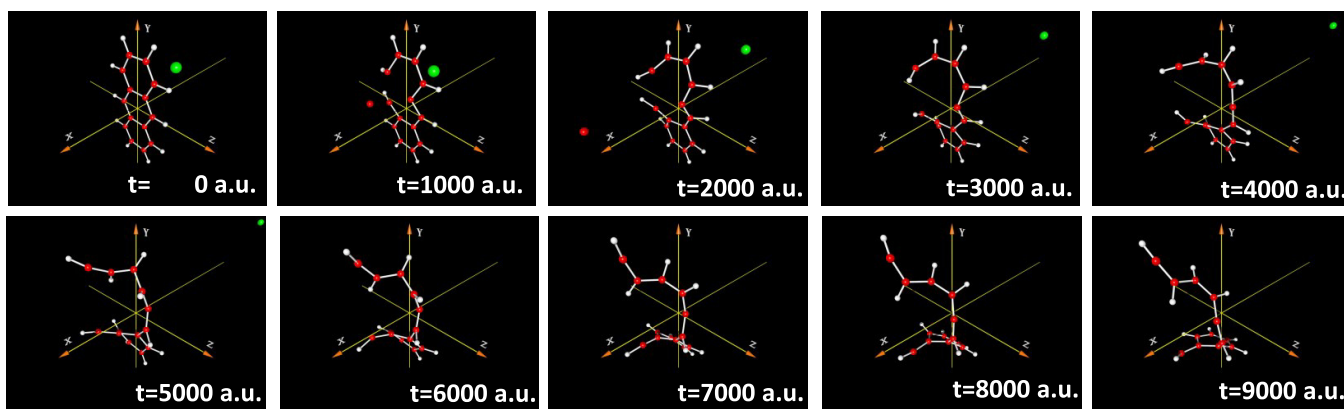 Y
X
Z
t= 0 a.u.
Y
X
Z
t=1000 a.u.
Y
X
Z
t=2000 a.u.
Y
X
Z
t=3000 a.u.
Y
X
Z
t=4000 a.u.
Y
X
Z
t=5000 a.u.
Y
X
Z
t=6000 a.u.
Y
X
Z
t=7000 a.u.
Y
X
Z
t=8000 a.u.
Y
X
Z
t=9000 a.u.